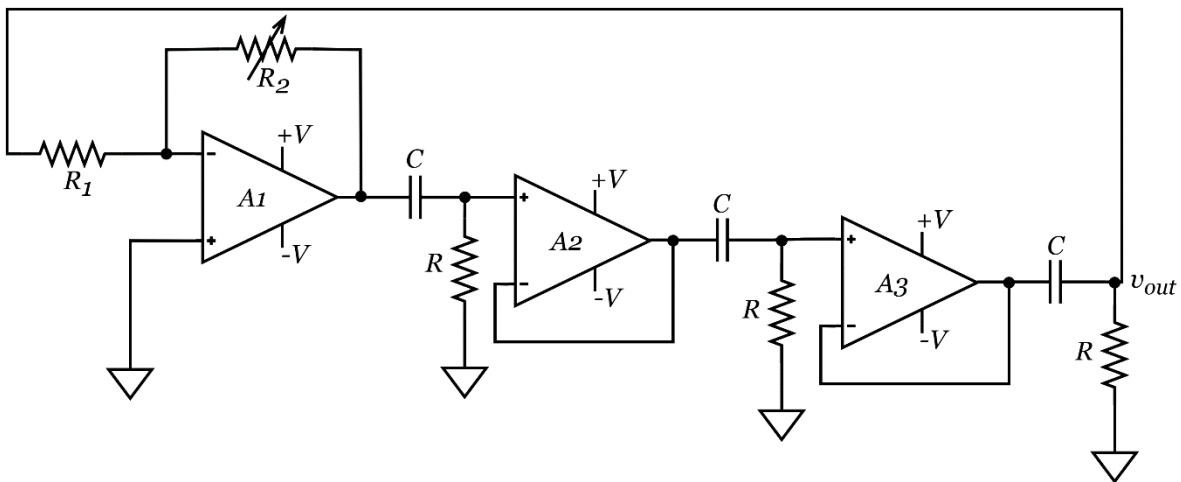 R2
R1
-
+
A1
+V
-V
C
R
+
-
A2
+V
-V
C
R
+
-
A3
+V
-V
C
vout
R